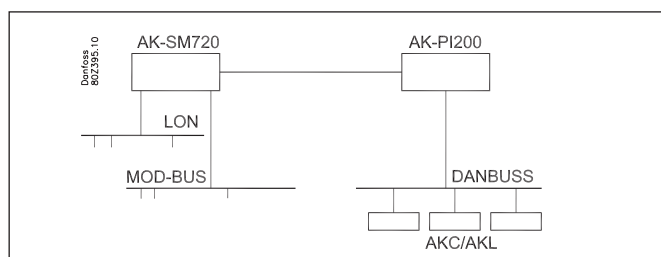 Danfoss
80Z395.10
AK-SM720
AK-PI200
LON
MOD-BUS
DANBUSS
AKC/AKL